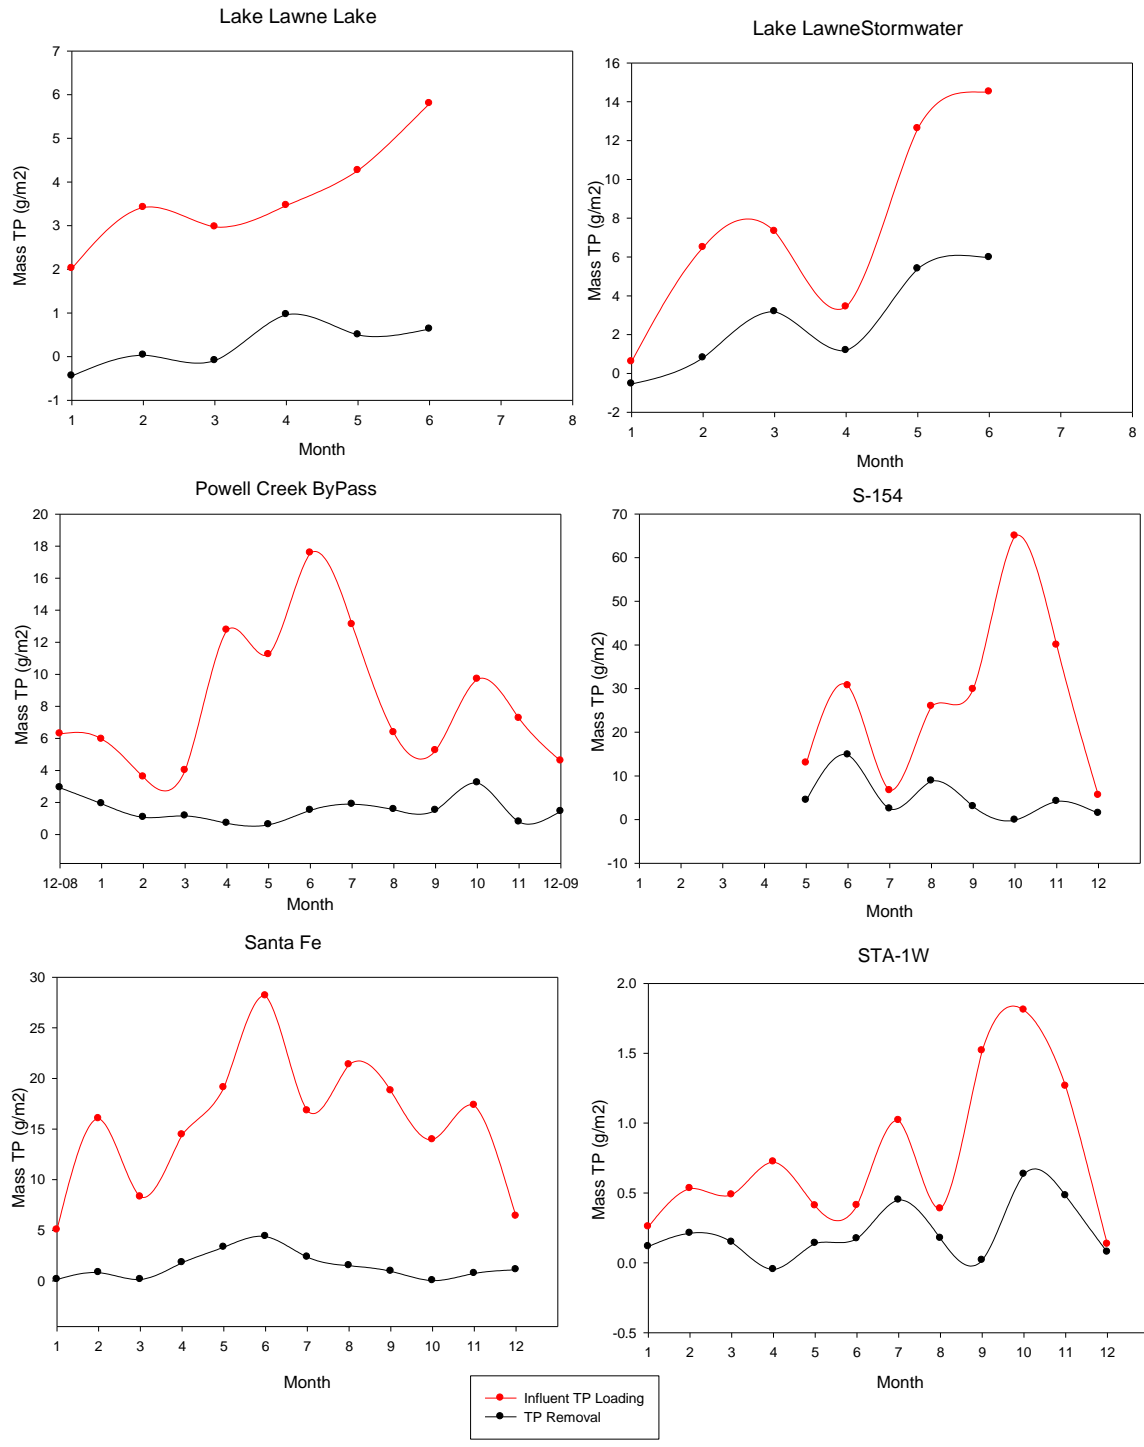 Lake Lawne Lake
7
6
5
4
3
2
1
0
-1
Mass TP (g/m2)
1 2 3 4 5 6 7 8
Month
Lake LawneStormwater
16
14
12
10
8
6
4
2
0
-2
Mass TP (g/m2)
1 2 3 4 5 6 7 8
Month
Powell Creek ByPass
20
18
16
14
12
10
8
6
4
2
0
Mass TP (g/m2)
12-08 1 2 3 4 5 6 7 8 9 10 11 12-09
Month
S-154
70
60
50
40
30
20
10
0
-10
Mass TP (g/m2)
1 2 3 4 5 6 7 8 9 10 11 12
Month
Santa Fe
30
25
20
15
10
5
0
Mass TP (g/m2)
1 2 3 4 5 6 7 8 9 10 11 12
Month
STA-1W
2.0
1.5
1.0
0.5
0.0
-0.5
Mass TP (g/m2)
1 2 3 4 5 6 7 8 9 10 11 12
Month
Influent TP Loading
TP Removal